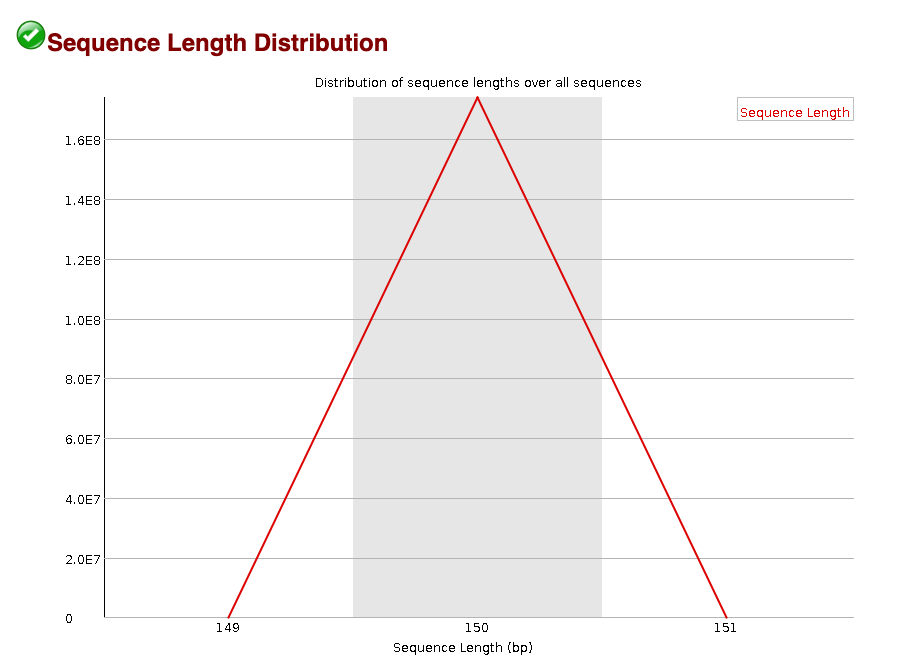 Sequence Length Distribution
Distribution of sequence lengths over all sequences
Sequence Length
1.6E8
1.4E8
1.2E8
1.0E8
8.0E7
6.0E7
4.0E7
2.0E7
0
149 150 151
Sequence Length (bp)